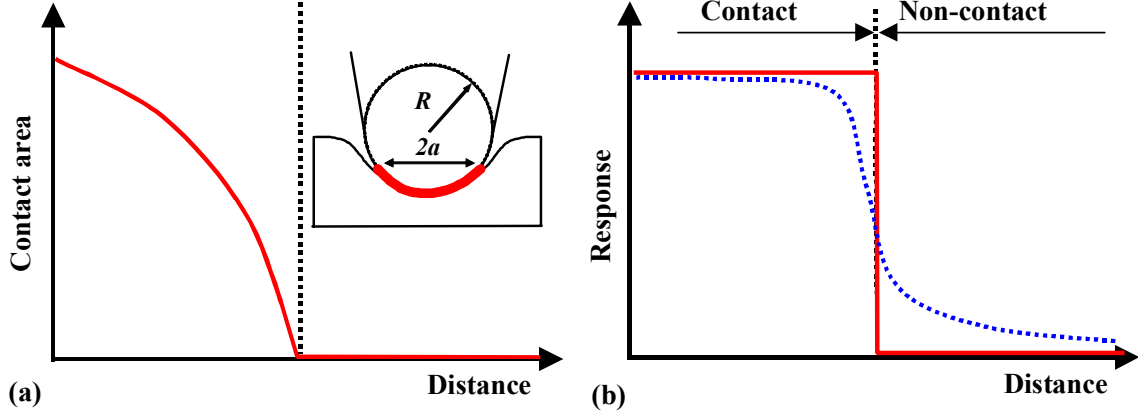 Contact area
R
2a
Distance
(a)
Contact
Non-contact
Response
Distance
(b)